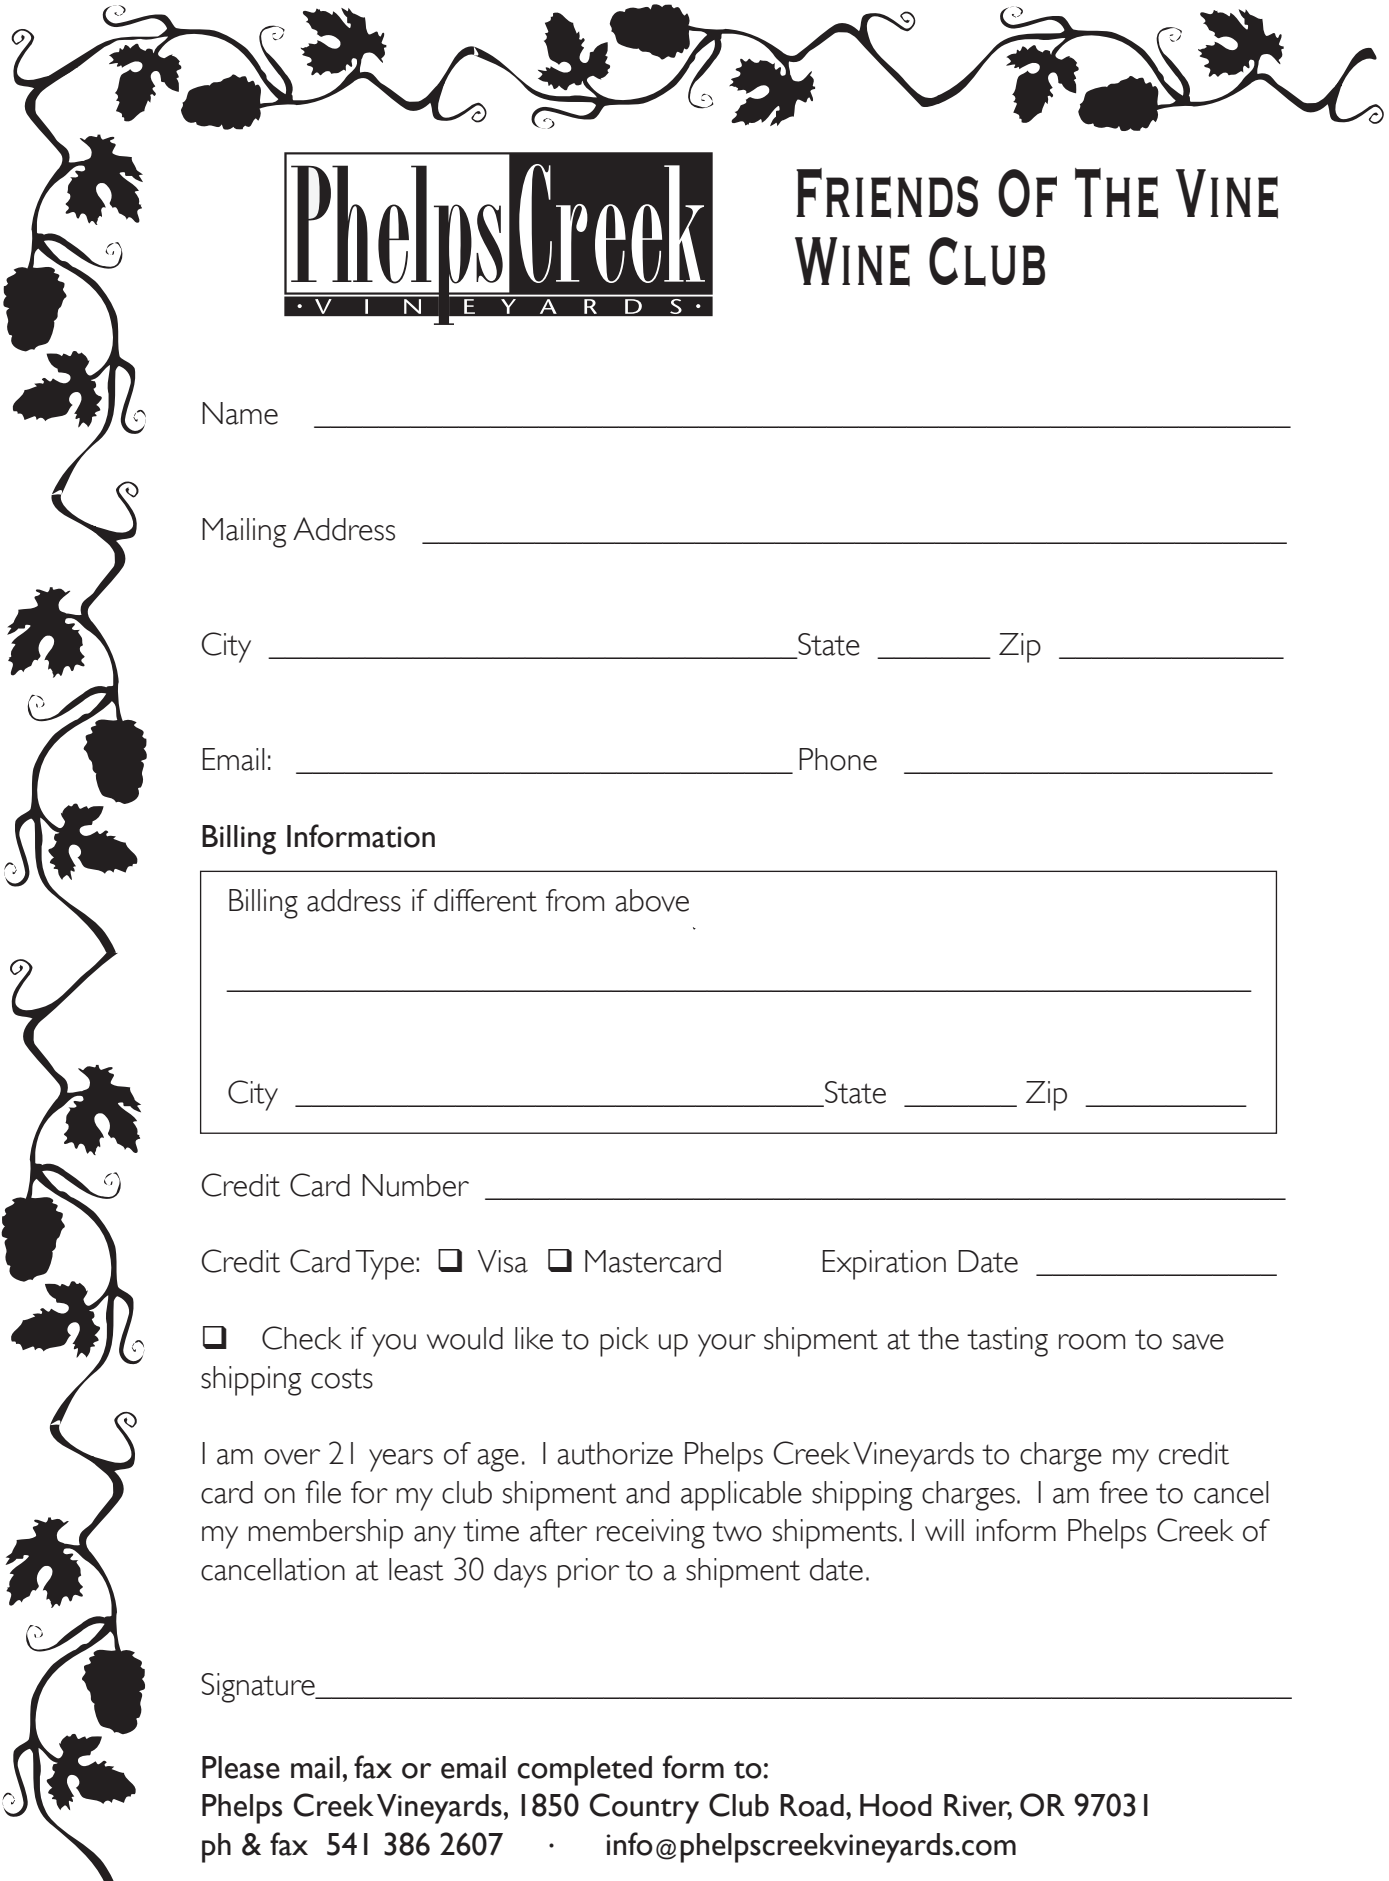 Phelps Creek
· VINEYARDS ·
FRIENDS OF THE VINE
WINE CLUB
Name
Mailing Address
City State Zip
Email: Phone
Billing Information
Billing address if different from above
City State Zip
Credit Card Number
Credit Card Type: ❑ Visa ❑ Mastercard Expiration Date
❑ Check if you would like to pick up your shipment at the tasting room to save
shipping costs
I am over 21 years of age. I authorize Phelps Creek Vineyards to charge my credit
card on file for my club shipment and applicable shipping charges. I am free to cancel
my membership any time after receiving two shipments. I will inform Phelps Creek of
cancellation at least 30 days prior to a shipment date.
Signature
Please mail, fax or email completed form to:
Phelps Creek Vineyards, 1850 Country Club Road, Hood River, OR 97031
ph & fax 541 386 2607 · info@phelpscreekvineyards.com